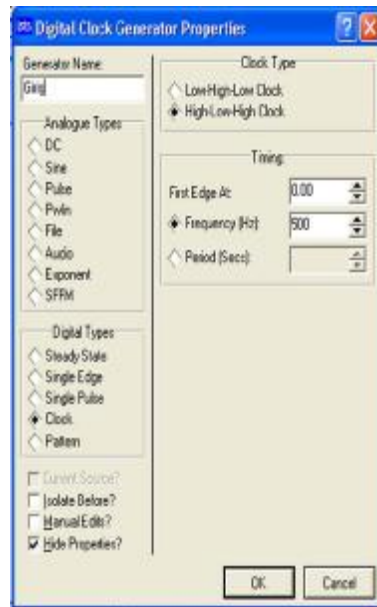 Digital Clock Generator Properties
Generator Name:
Giriş
Analogue Types
DC
Sine
Pulse
Pwlin
File
Audio
Exponent
SFFM
Digital Types
Steady State
Single Edge
Single Pulse
Clock
Pattern
Current Source?
Isolate Before?
Manual Edits?
Hide Properties?
Clock Type
Low-High-Low Clock
High-Low-High Clock
Timing:
First Edge At:
0.00
Frequency (Hz):
500
Period (Secs):
OK
Cancel